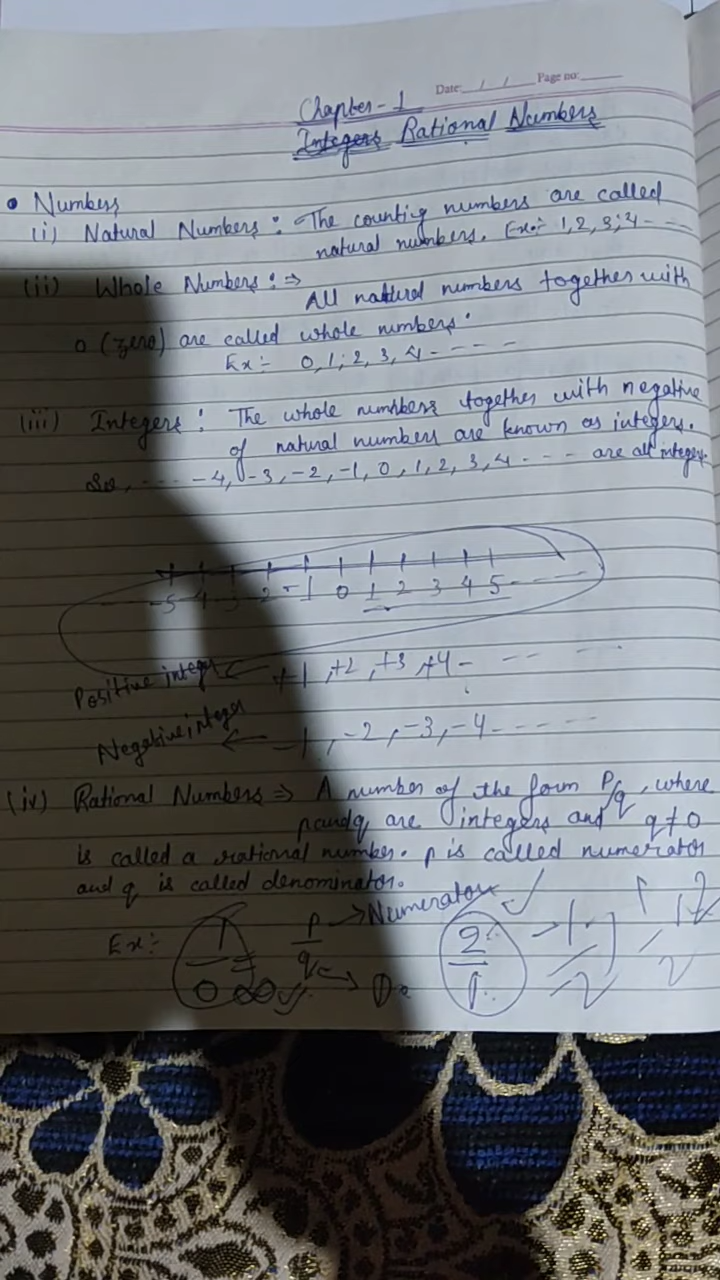 Date: / / Page no:
Chapter - 1
Integers Rational Numbers
• Numbers
(i) Natural Numbers : The counting numbers are called
natural numbers. Ex:- 1, 2, 3, 4 - - -
(ii) Whole Numbers : ⇒
All natural numbers together with
0 (zero) are called whole numbers.
Ex:- 0, 1, 2, 3, 4 - - - -
(iii) Integers : The whole numbers together with negative
of natural numbers are known as integers.
So, - - - - -4, -3, -2, -1, 0, 1, 2, 3, 4 - - - are all integers.
-5 -4 -3 -2 -1 0 1 2 3 4 5 - - - -
Positive integer ← +1, +2, +3, +4 - - - - -
Negative integer ← -1, -2, -3, -4 - - - - -
(iv) Rational Numbers ⇒ A number of the form P/q, where
p and q are integers and q ≠ 0
is called a rational number. p is called numerator
and q is called denominator.
Ex:- 1/0 = ∞ p/q → Numerator 2/1
→ De